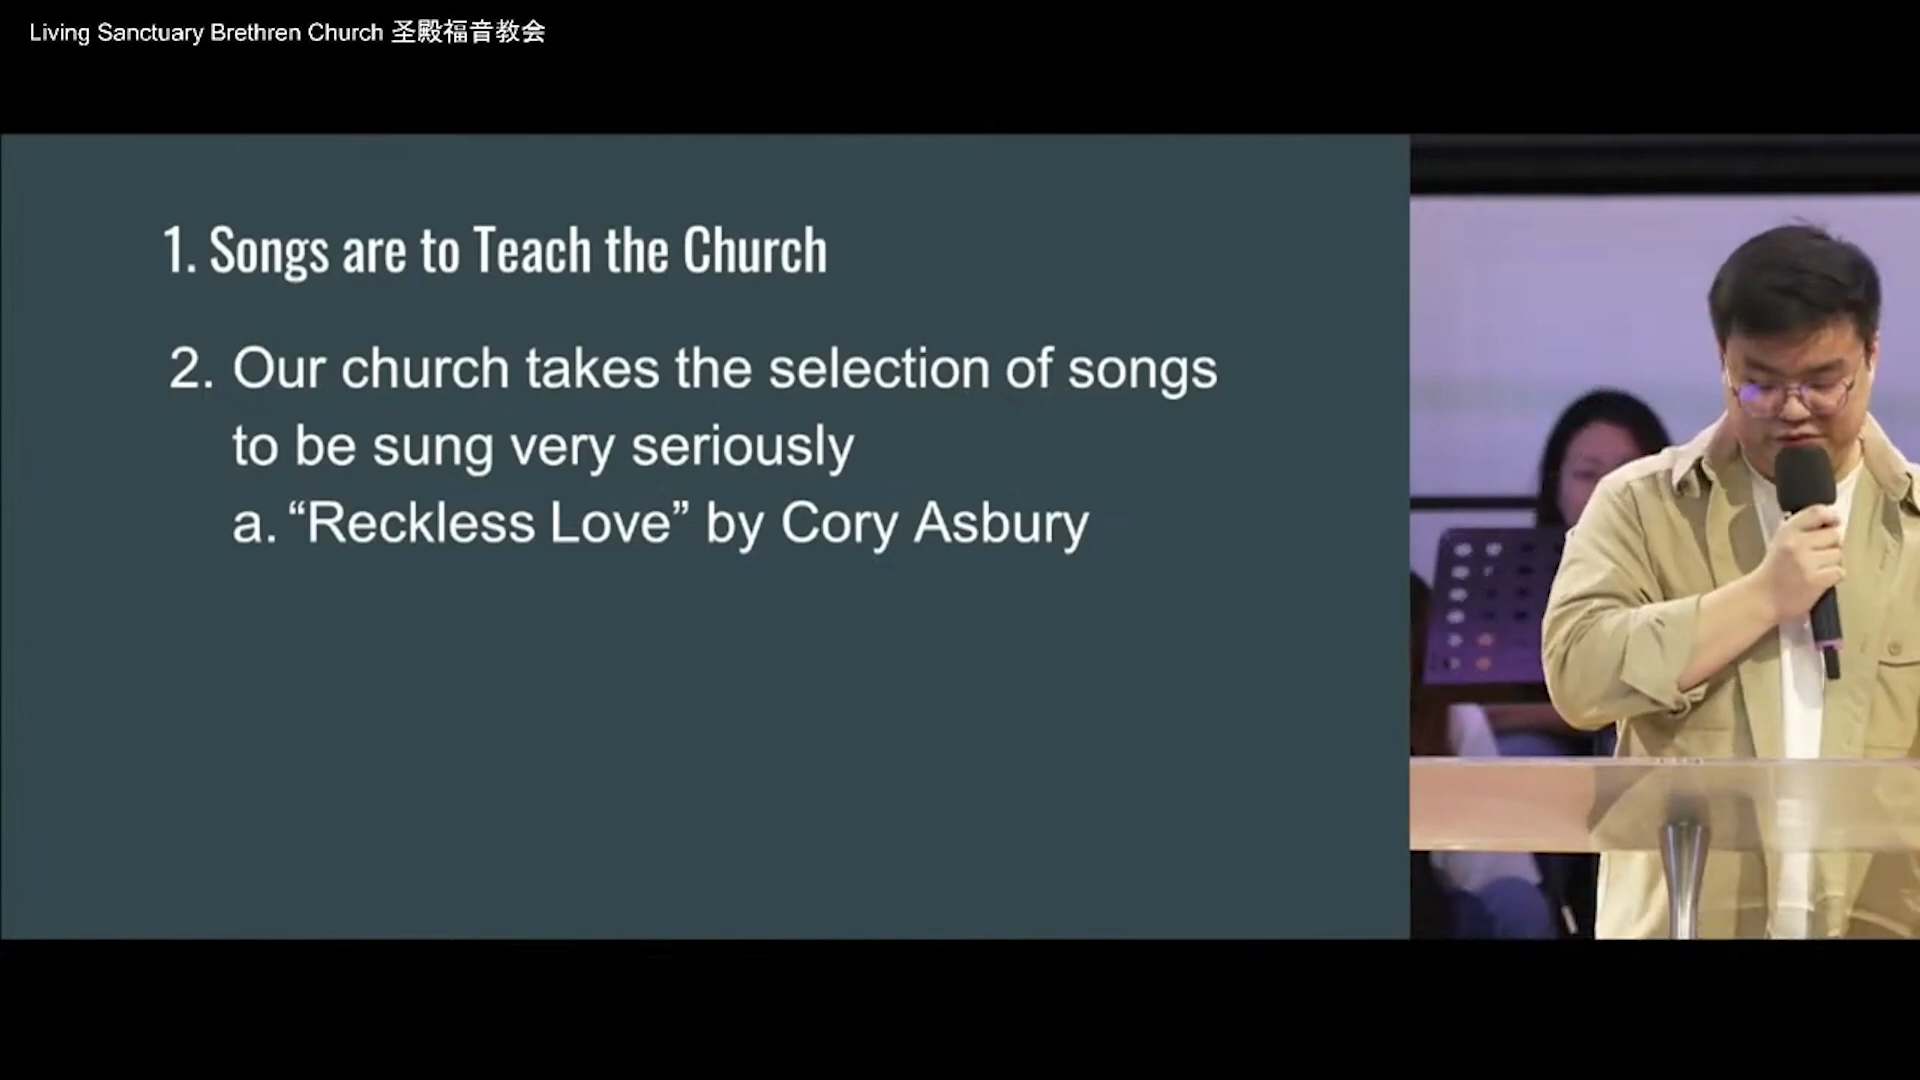 Living Sanctuary Brethren Church 圣殿福音教会
1. Songs are to Teach the Church
2. Our church takes the selection of songs
to be sung very seriously
a. “Reckless Love” by Cory Asbury